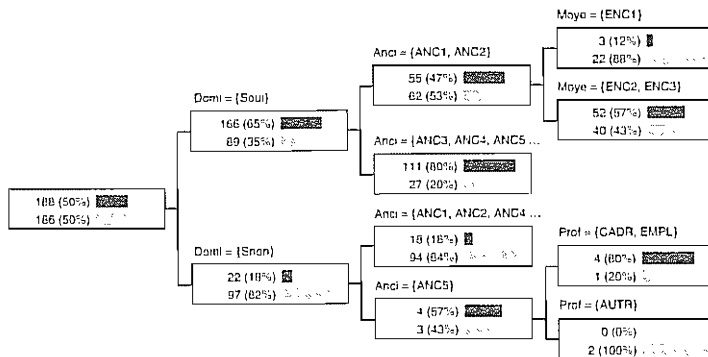 188 (50%)
186 (50%)
Domi = {Soui}
166 (65%)
89 (35%)
Domi = {Snon}
22 (18%)
97 (82%)
Anci = {ANC1, ANC2}
55 (47%)
62 (53%)
Anci = {ANC3, ANC4, ANC5 ...
111 (80%)
27 (20%)
Anci = {ANC1, ANC2, ANC4 ...
18 (16%)
94 (84%)
Anci = {ANC5}
4 (57%)
3 (43%)
Moye = {ENC1}
3 (12%)
22 (88%)
Moye = {ENC2, ENC3}
52 (57%)
40 (43%)
Prof = {CADR, EMPL}
4 (80%)
1 (20%)
Prof = {AUTR}
0 (0%)
2 (100%)